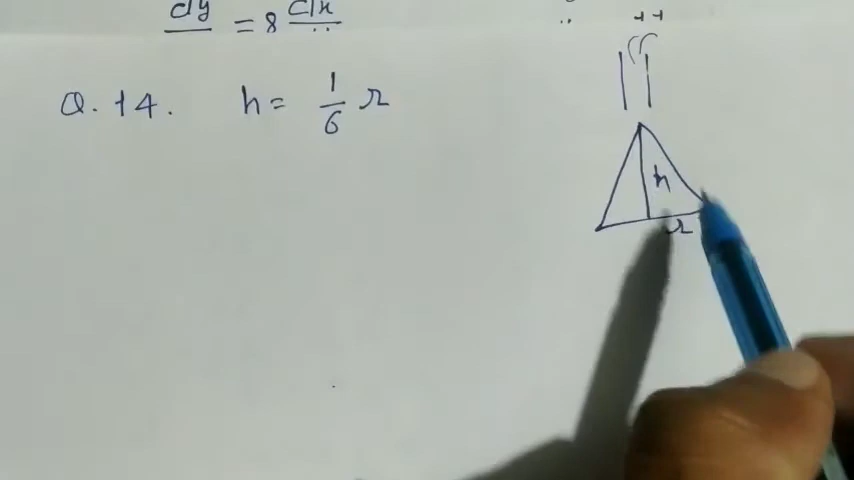 dy = 8 dx
Q. 14. h = 1/6 r
h
r